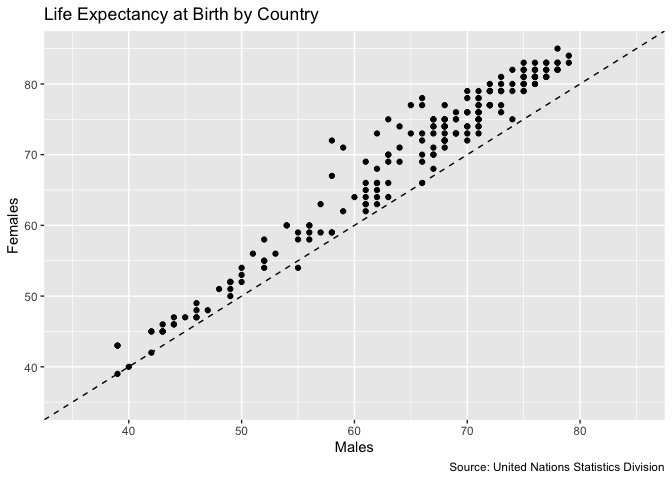 Life Expectancy at Birth by Country
80
70
60
50
40
Females
40 50 60 70 80
Males
Source: United Nations Statistics Division